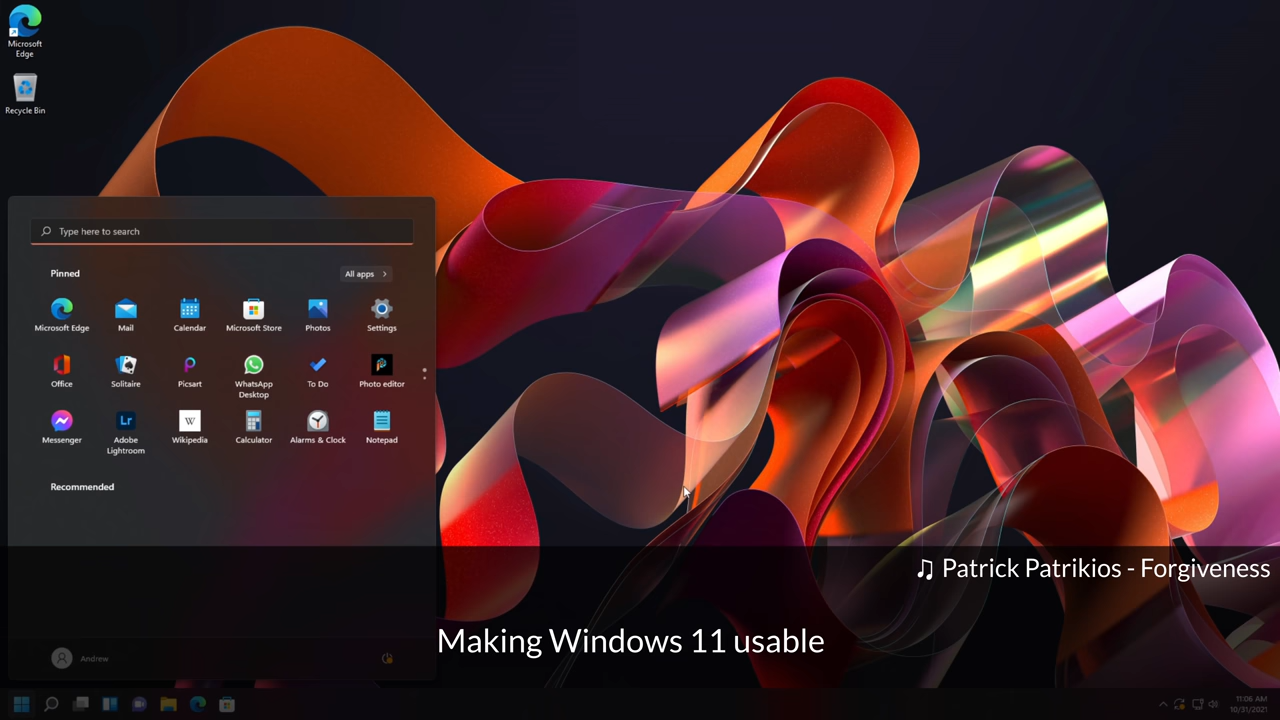 Microsoft
Edge
Recycle Bin
Type here to search
Pinned
All apps
Microsoft Edge
Mail
Calendar
Microsoft Store
Photos
Settings
Office
Solitaire
Picsart
WhatsApp
Desktop
To Do
Photo editor
Lr
W
Messenger
Adobe
Lightroom
Wikipedia
Calculator
Alarms & Clock
Notepad
Recommended
♫ Patrick Patrikios - Forgiveness
Making Windows 11 usable
Andrew
11:06 AM
10/31/2021